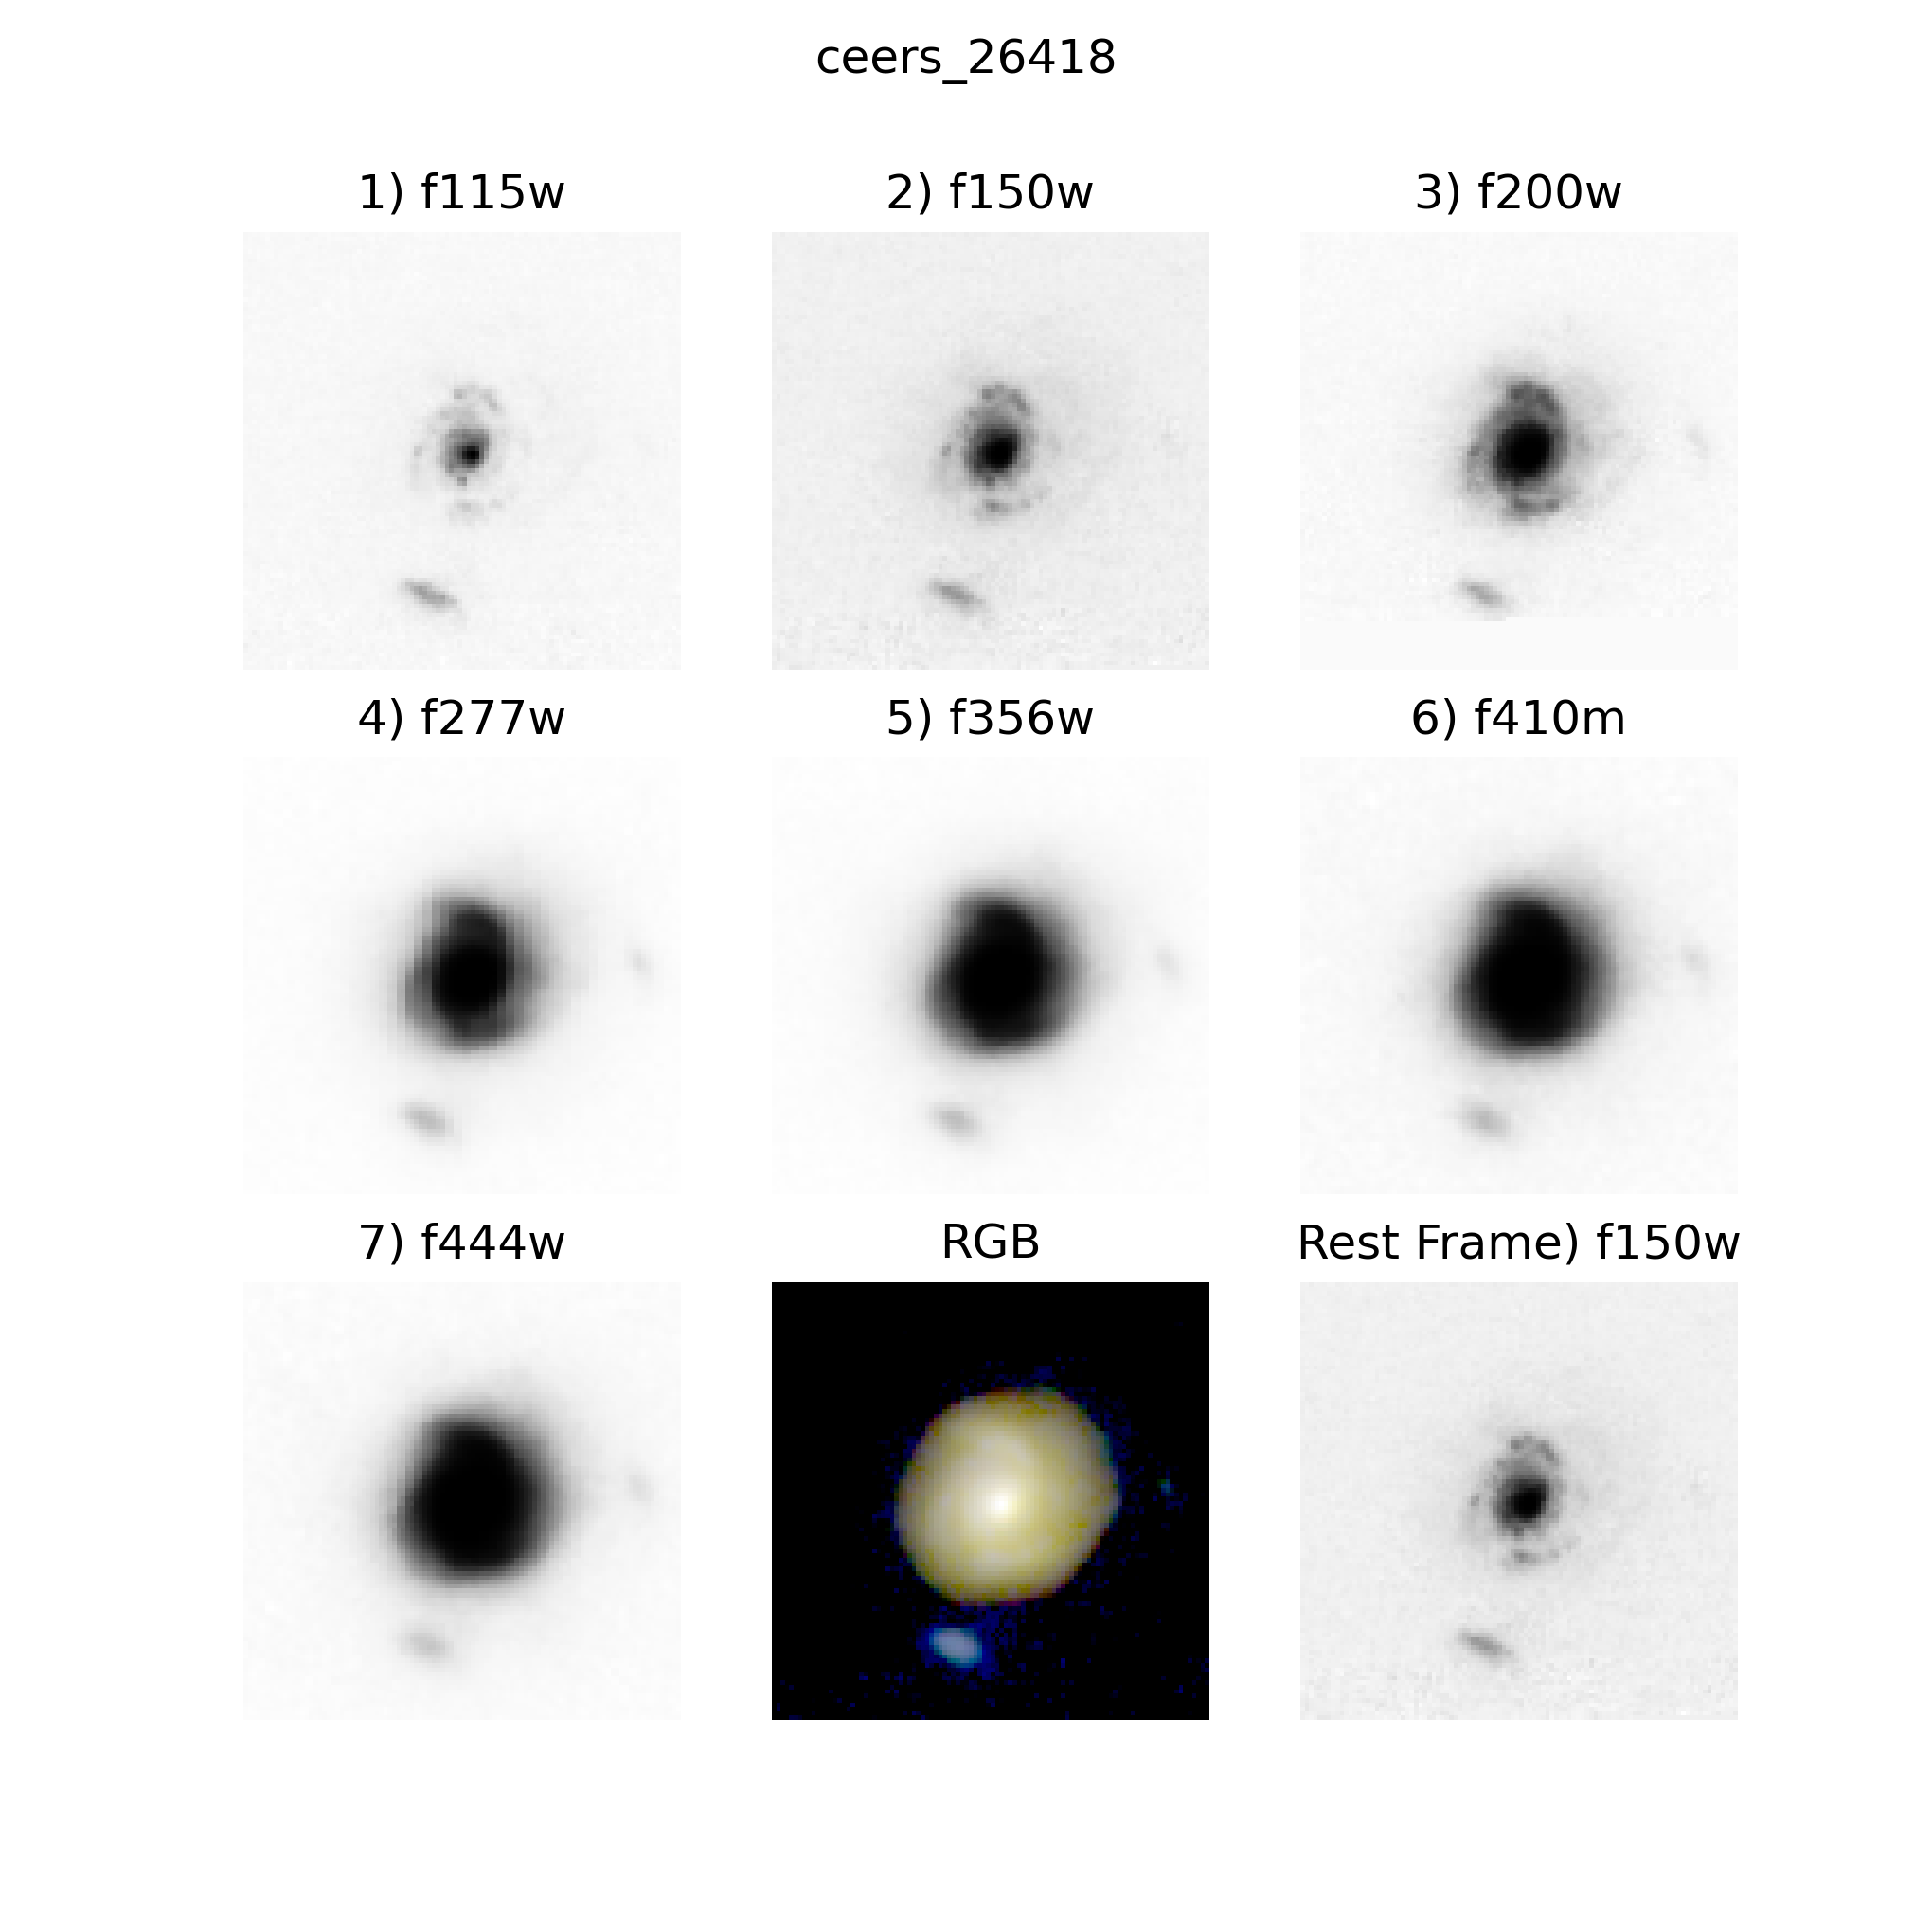 ceers_26418
1) f115w
2) f150w
3) f200w
4) f277w
5) f356w
6) f410m
7) f444w
RGB
Rest Frame) f150w